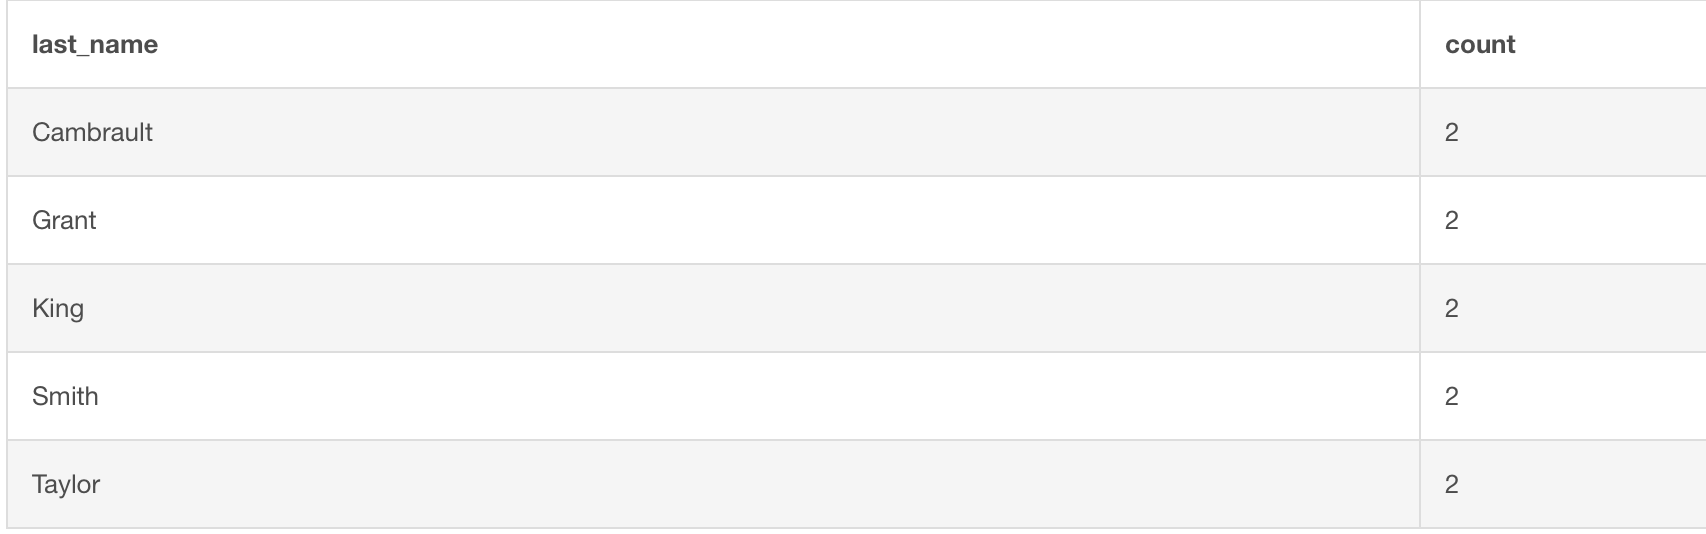 last_name count
Cambrault 2
Grant 2
King 2
Smith 2
Taylor 2